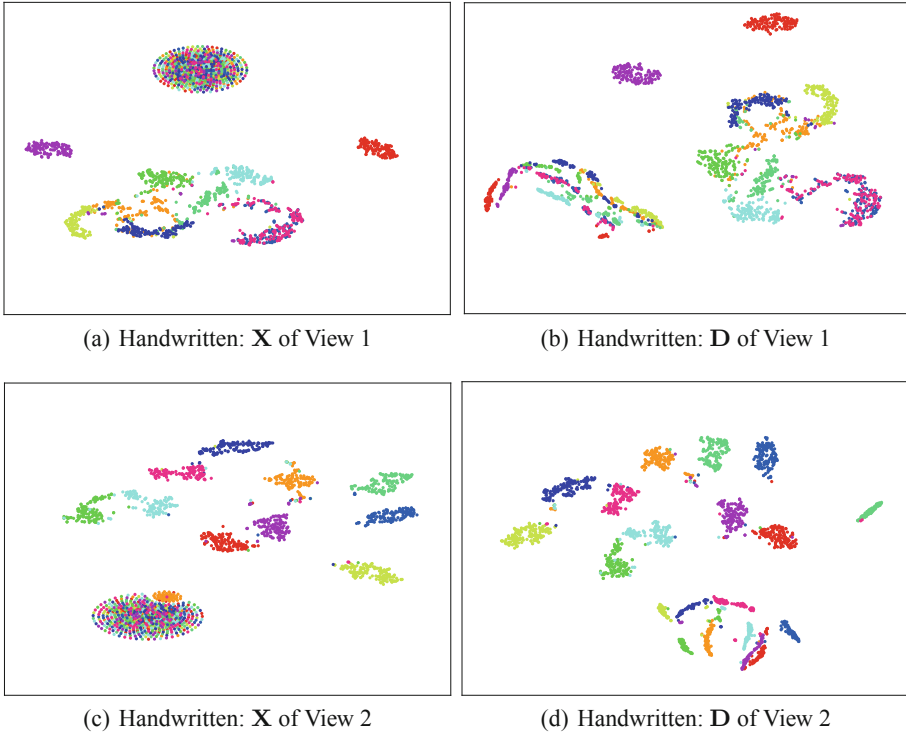 (a) Handwritten: X of View 1
(b) Handwritten: D of View 1
(c) Handwritten: X of View 2
(d) Handwritten: D of View 2